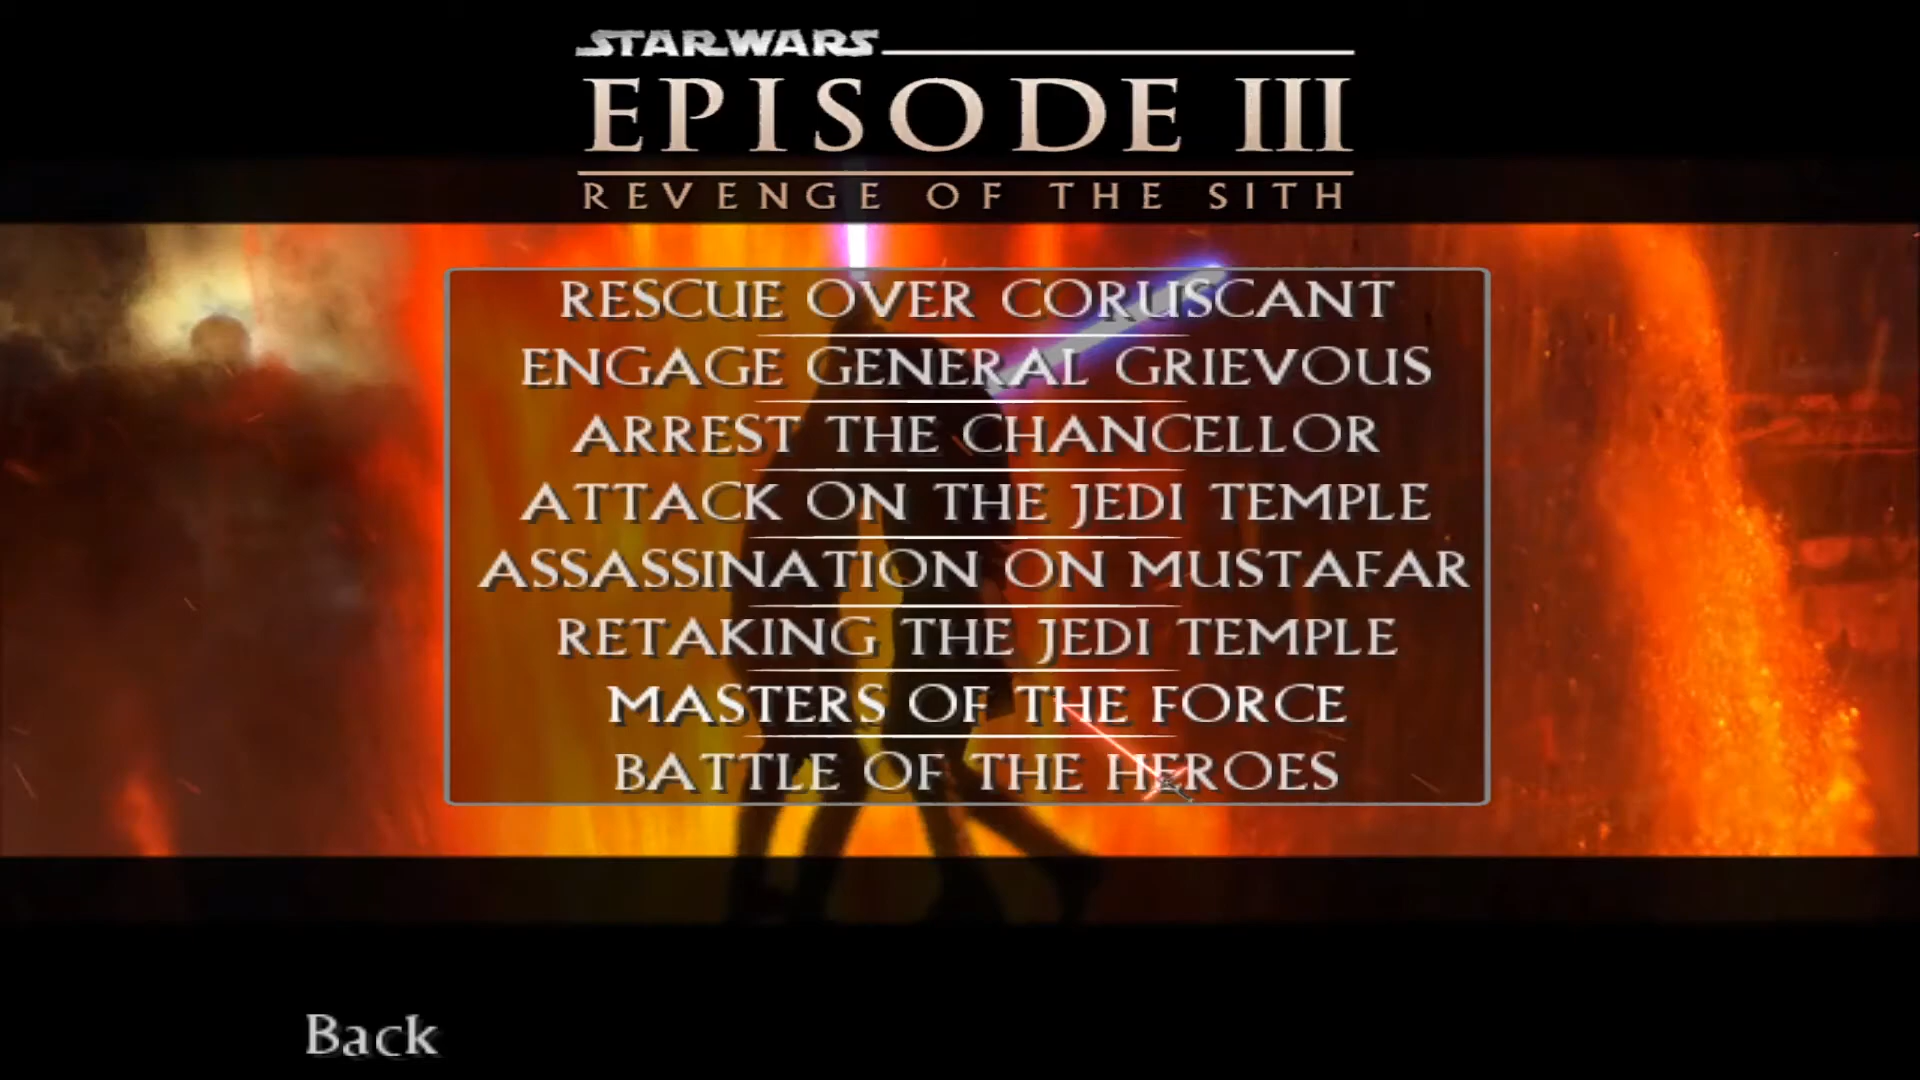 STAR WARS
EPISODE III
REVENGE OF THE SITH
RESCUE OVER CORUSCANT
ENGAGE GENERAL GRIEVOUS
ARREST THE CHANCELLOR
ATTACK ON THE JEDI TEMPLE
ASSASSINATION ON MUSTAFAR
RETAKING THE JEDI TEMPLE
MASTERS OF THE FORCE
BATTLE OF THE HEROES
Back